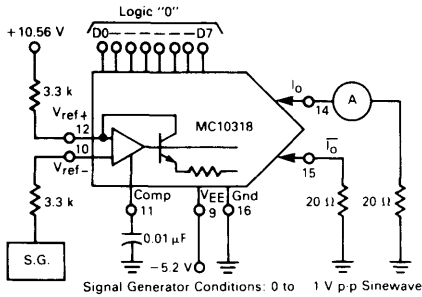 Logic "0"
+10.56 V
D0 D7
3.3 k
Vref+
12
MC10318
Io
14
A
10
Vref−
Io
15
3.3 k
Comp
11
VEE
9
Gnd
16
20 Ω
20 Ω
0.01 µF
S.G.
−5.2 V
Signal Generator Conditions: 0 to 1 V p-p Sinewave